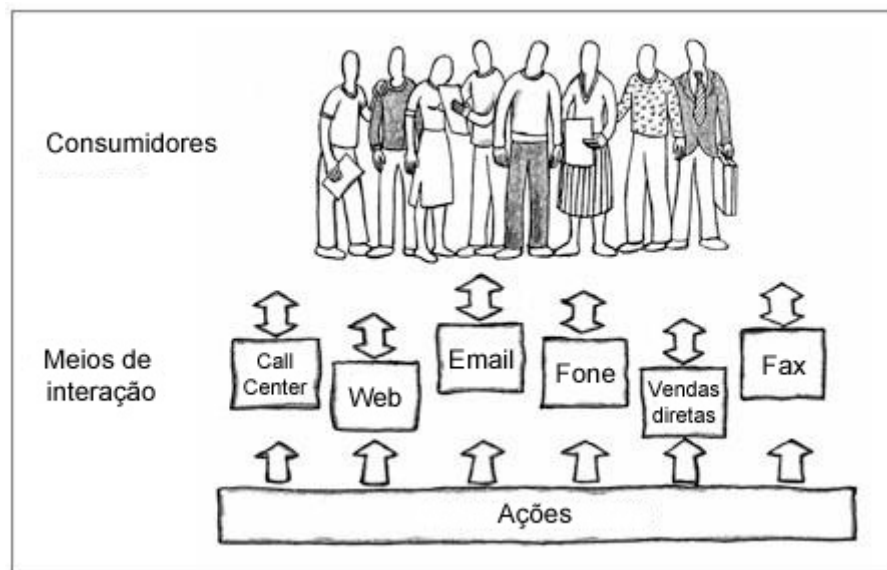 Consumidores
Meios de
interação
Call
Center
Web
Email
Fone
Vendas
diretas
Fax
Ações